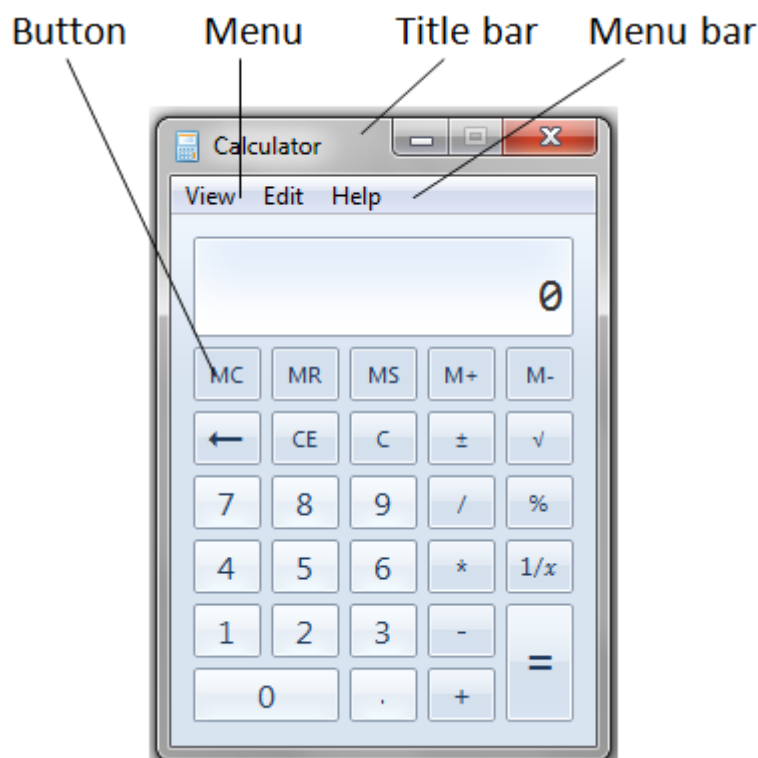 Button Menu Title bar Menu bar
Calculator
View Edit Help
0
MC MR MS M+ M-
← CE C ± √
7 8 9 / %
4 5 6 * 1/x
1 2 3 - =
0 . +